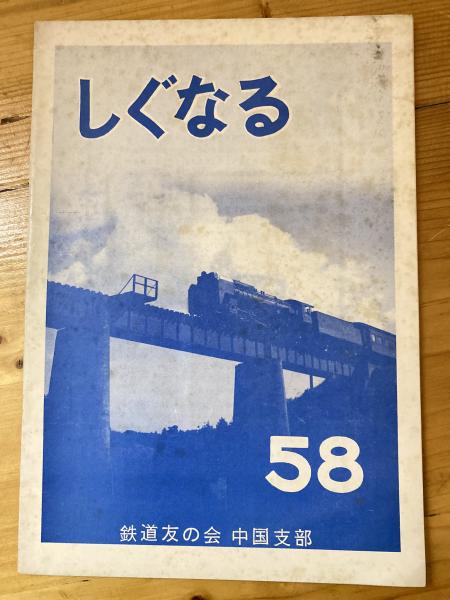 しぐなる
58
鉄道友の会 中国支部